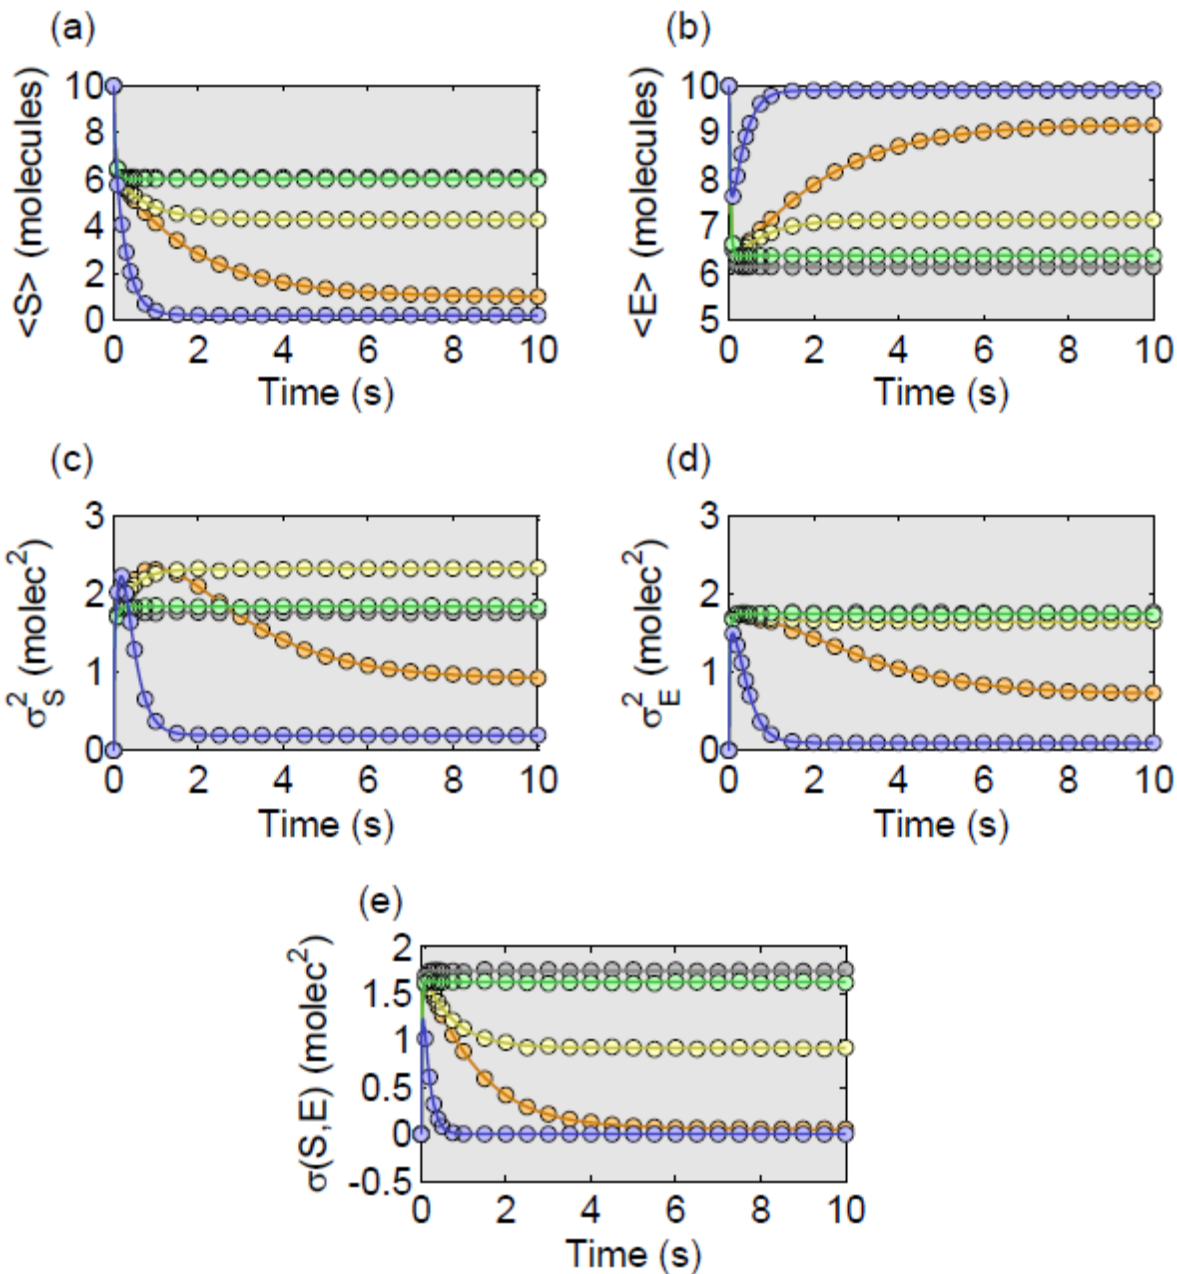 (a)
<S> (molecules)
10
8
6
4
2
0
0 2 4 6 8 10
Time (s)
(b)
<E> (molecules)
10
9
8
7
6
5
0 2 4 6 8 10
Time (s)
(c)
σ²_S (molec²)
3
2
1
0
0 2 4 6 8 10
Time (s)
(d)
σ²_E (molec²)
3
2
1
0
0 2 4 6 8 10
Time (s)
(e)
σ(S,E) (molec²)
2
1.5
1
0.5
0
-0.5
0 2 4 6 8 10
Time (s)